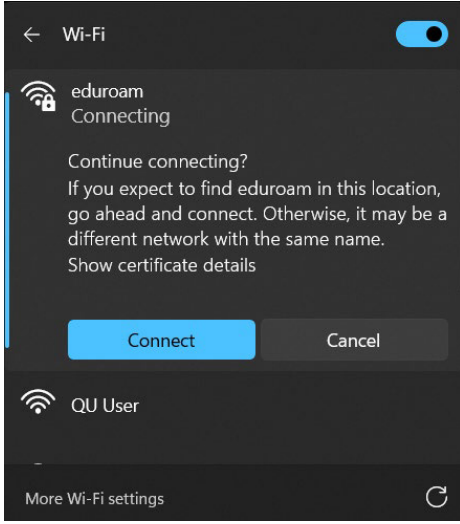 Wi-Fi
eduroam
Connecting
Continue connecting?
If you expect to find eduroam in this location,
go ahead and connect. Otherwise, it may be a
different network with the same name.
Show certificate details
Connect Cancel
QU User
More Wi-Fi settings